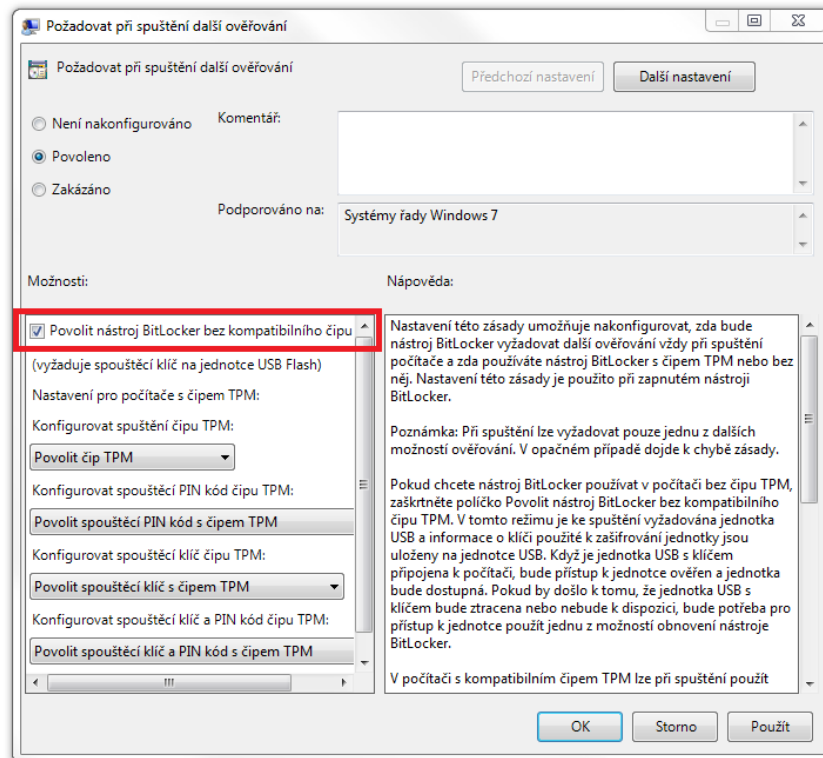 Požadovat při spuštění další ověřování
Požadovat při spuštění další ověřování
Předchozí nastavení
Další nastavení
Není nakonfigurováno
Komentář:
Povoleno
Zakázáno
Podporováno na:
Systémy řady Windows 7
Možnosti:
Nápověda:
Povolit nástroj BitLocker bez kompatibilního čipu
(vyžaduje spouštěcí klíč na jednotce USB Flash)
Nastavení pro počítače s čipem TPM:
Konfigurovat spuštění čipu TPM:
Povolit čip TPM
Konfigurovat spouštěcí PIN kód čipu TPM:
Povolit spouštěcí PIN kód s čipem TPM
Konfigurovat spouštěcí klíč čipu TPM:
Povolit spouštěcí klíč s čipem TPM
Konfigurovat spouštěcí klíč a PIN kód čipu TPM:
Povolit spouštěcí klíč a PIN kód s čipem TPM
Nastavení této zásady umožňuje nakonfigurovat, zda bude
nástroj BitLocker vyžadovat další ověřování vždy při spuštění
počítače a zda používáte nástroj BitLocker s čipem TPM nebo bez
něj. Nastavení této zásady je použito při zapnutém nástroji
BitLocker.
Poznámka: Při spuštění lze vyžadovat pouze jednu z dalších
možností ověřování. V opačném případě dojde k chybě zásady.
Pokud chcete nástroj BitLocker používat v počítači bez čipu TPM,
zaškrtněte políčko Povolit nástroj BitLocker bez kompatibilního
čipu TPM. V tomto režimu je ke spuštění vyžadována jednotka
USB a informace o klíči použité k zašifrování jednotky jsou
uloženy na jednotce USB. Když je jednotka USB s klíčem
připojena k počítači, bude přístup k jednotce ověřen a jednotka
bude dostupná. Pokud by došlo k tomu, že jednotka USB s
klíčem bude ztracena nebo nebude k dispozici, bude potřeba pro
přístup k jednotce použít jednu z možností obnovení nástroje
BitLocker.
V počítači s kompatibilním čipem TPM lze při spuštění použít
OK
Storno
Použít